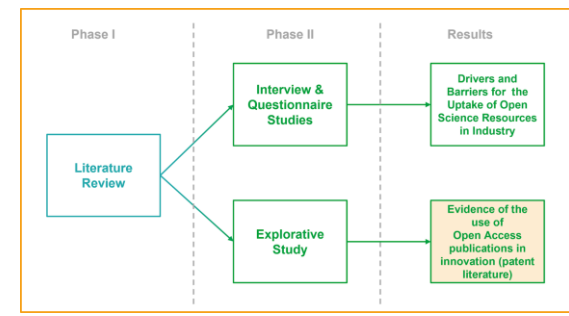 Phase I
Phase II
Results
Literature
Review
Interview &
Questionnaire
Studies
Drivers and
Barriers for the
Uptake of Open
Science Resources
in Industry
Explorative
Study
Evidence of the
use of
Open Access
publications in
innovation (patent
literature)